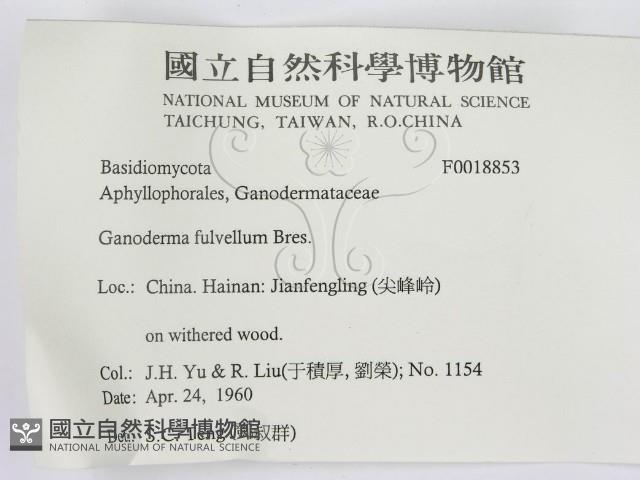 國立自然科學博物館
NATIONAL MUSEUM OF NATURAL SCIENCE
TAICHUNG, TAIWAN, R.O.CHINA
Basidiomycota F0018853
Aphyllophorales, Ganodermataceae
Ganoderma fulvellum Bres.
Loc.: China. Hainan: Jianfengling (尖峰岭)
on withered wood.
Col.: J.H. Yu & R. Liu(于積厚, 劉榮); No. 1154
Date: Apr. 24, 1960
S.C. Teng 叔群)
國立自然科學博物館
NATIONAL MUSEUM OF NATURAL SCIENCE